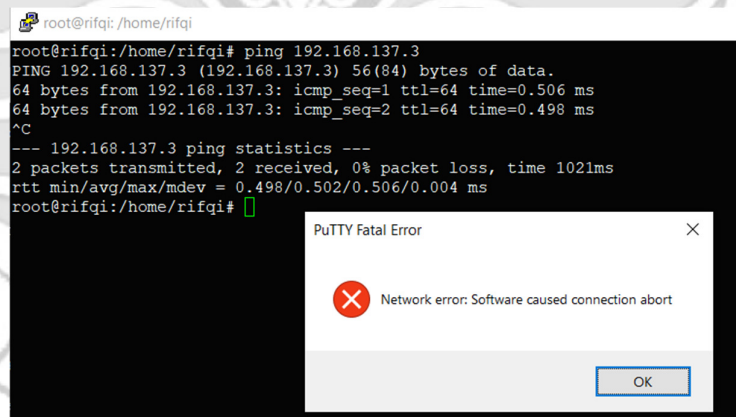 root@rifqi: /home/rifqi
root@rifqi:/home/rifqi# ping 192.168.137.3
PING 192.168.137.3 (192.168.137.3) 56(84) bytes of data.
64 bytes from 192.168.137.3: icmp_seq=1 ttl=64 time=0.506 ms
64 bytes from 192.168.137.3: icmp_seq=2 ttl=64 time=0.498 ms
^C
--- 192.168.137.3 ping statistics ---
2 packets transmitted, 2 received, 0% packet loss, time 1021ms
rtt min/avg/max/mdev = 0.498/0.502/0.506/0.004 ms
root@rifqi:/home/rifqi#
PuTTY Fatal Error
Network error: Software caused connection abort
OK